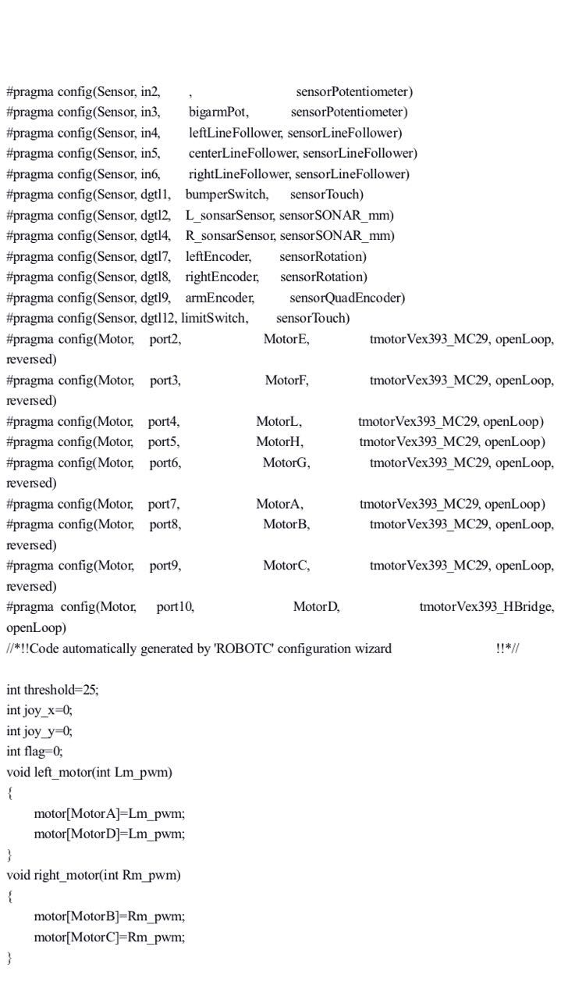 #pragma config(Sensor, in2,    ,    sensorPotentiometer)
#pragma config(Sensor, in3,    bigarmPot,    sensorPotentiometer)
#pragma config(Sensor, in4,    leftLineFollower, sensorLineFollower)
#pragma config(Sensor, in5,    centerLineFollower, sensorLineFollower)
#pragma config(Sensor, in6,    rightLineFollower, sensorLineFollower)
#pragma config(Sensor, dgtl1,    bumperSwitch,    sensorTouch)
#pragma config(Sensor, dgtl2,    L_sonsarSensor, sensorSONAR_mm)
#pragma config(Sensor, dgtl4,    R_sonsarSensor, sensorSONAR_mm)
#pragma config(Sensor, dgtl7,    leftEncoder,    sensorRotation)
#pragma config(Sensor, dgtl8,    rightEncoder,    sensorRotation)
#pragma config(Sensor, dgtl9,    armEncoder,    sensorQuadEncoder)
#pragma config(Sensor, dgtl12, limitSwitch,    sensorTouch)
#pragma config(Motor,    port2,    MotorE,    tmotorVex393_MC29, openLoop,
reversed)
#pragma config(Motor,    port3,    MotorF,    tmotorVex393_MC29, openLoop,
reversed)
#pragma config(Motor,    port4,    MotorL,    tmotorVex393_MC29, openLoop)
#pragma config(Motor,    port5,    MotorH,    tmotorVex393_MC29, openLoop)
#pragma config(Motor,    port6,    MotorG,    tmotorVex393_MC29, openLoop,
reversed)
#pragma config(Motor,    port7,    MotorA,    tmotorVex393_MC29, openLoop)
#pragma config(Motor,    port8,    MotorB,    tmotorVex393_MC29, openLoop,
reversed)
#pragma config(Motor,    port9,    MotorC,    tmotorVex393_MC29, openLoop,
reversed)
#pragma config(Motor,    port10,    MotorD,    tmotorVex393_HBridge,
openLoop)
//*!!Code automatically generated by 'ROBOTC' configuration wizard    !!*//

int threshold=25;
int joy_x=0;
int joy_y=0;
int flag=0;
void left_motor(int Lm_pwm)
{
    motor[MotorA]=Lm_pwm;
    motor[MotorD]=Lm_pwm;
}
void right_motor(int Rm_pwm)
{
    motor[MotorB]=Rm_pwm;
    motor[MotorC]=Rm_pwm;
}